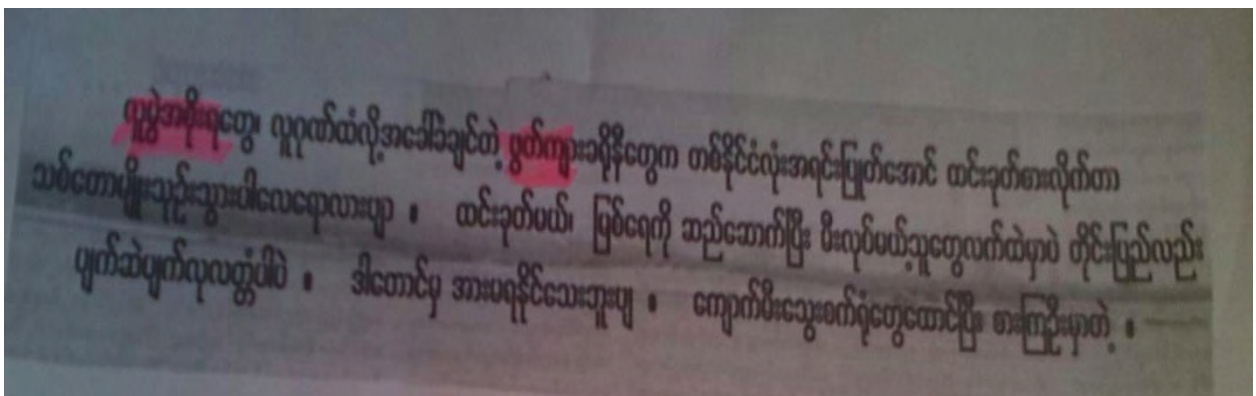 လူမွဲအစိုးရတွေ၊ လူဂုဏ်ထံလို့အခေါ်ခံချင်တဲ့ ဖွတ်ကျားခရိုနီတွေက တစ်နိုင်ငံလုံးအရင်းပြုတ်အောင် ထင်းခုတ်စားလိုက်တာ
သစ်တောမျိုးသုဉ်းသွားပါလေရောလားဗျာ ။ ထင်းခုတ်မယ်၊ မြစ်ရေကို ဆည်ဆောက်ပြီး မီးလုပ်မယ့်သူတွေလက်ထဲမှာပဲ တိုင်းပြည်လည်း
ပျက်ဆဲပျက်လုလတ္တံ့ပါပဲ ။ ဒါတောင်မှ အားမရနိုင်သေးဘူးဗျ ။ ကျောက်မီးသွေးစက်ရုံတွေထောင်ပြီး စားကြဦးမှာတဲ့ ။